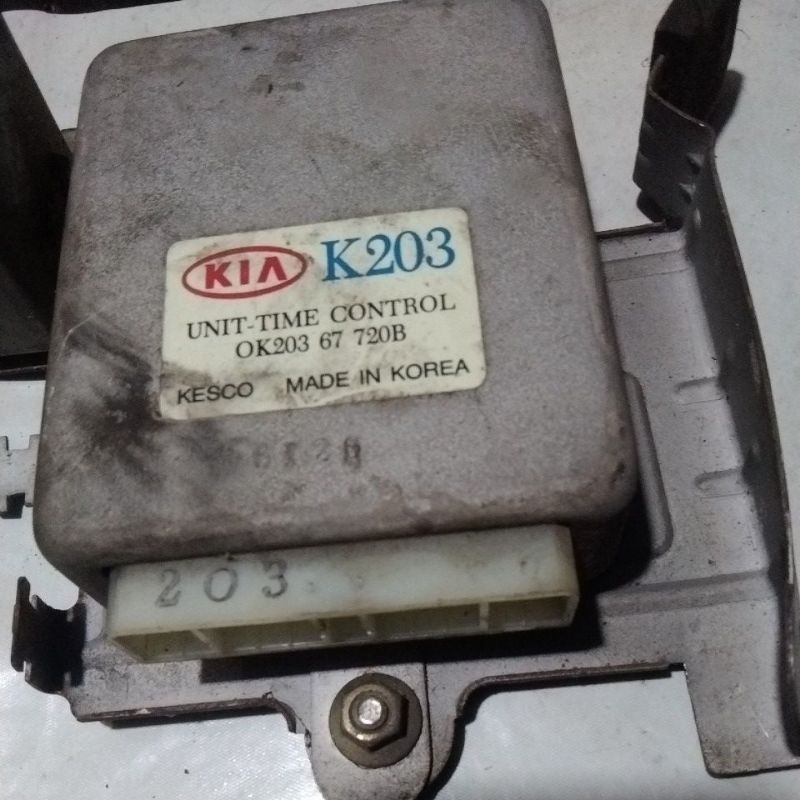 KIA K203
UNIT-TIME CONTROL
OK203 67 720B
KESCO MADE IN KOREA
203